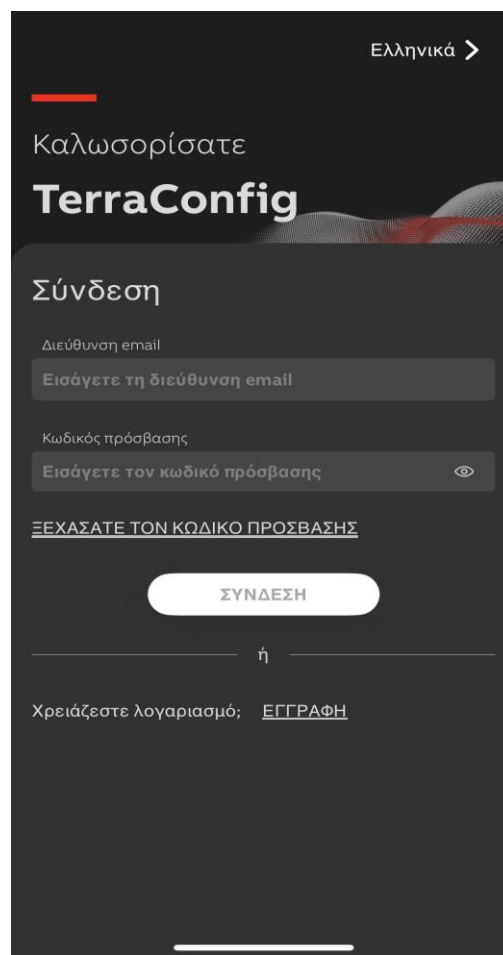 Ελληνικά
Καλωσορίσατε
TerraConfig
Σύνδεση
Διεύθυνση email
Εισάγετε τη διεύθυνση email
Κωδικός πρόσβασης
Εισάγετε τον κωδικό πρόσβασης
ΞΕΧΑΣΑΤΕ ΤΟΝ ΚΩΔΙΚΟ ΠΡΟΣΒΑΣΗΣ
ΣΥΝΔΕΣΗ
ή
Χρειάζεστε λογαριασμό; ΕΓΓΡΑΦΗ